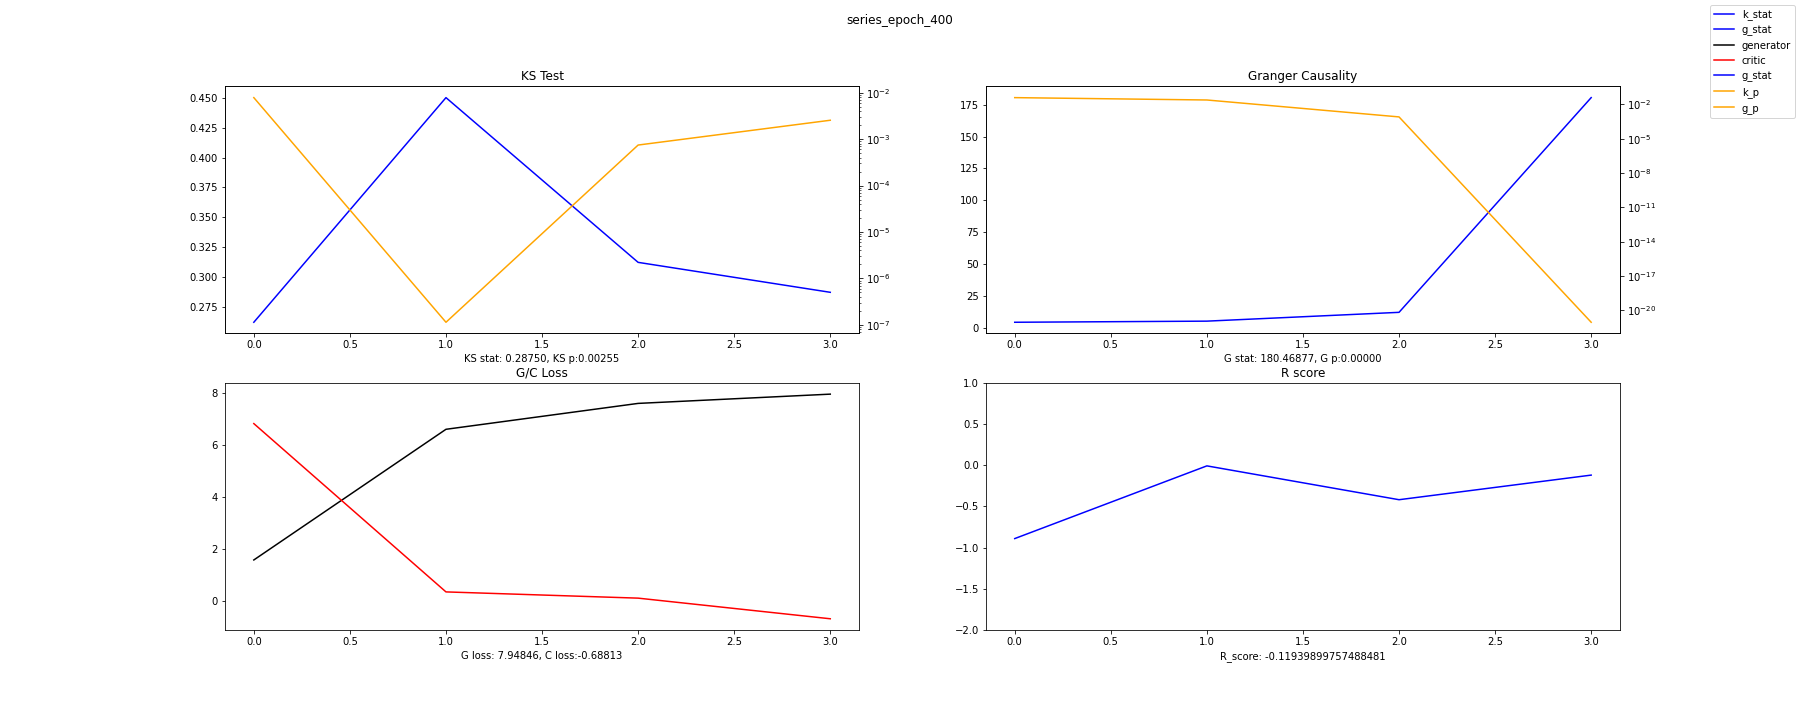 series_epoch_400
k_stat
g_stat
generator
critic
g_stat
k_p
g_p
KS Test
0.450
0.425
0.400
0.375
0.350
0.325
0.300
0.275
10⁻²
10⁻³
10⁻⁴
10⁻⁵
10⁻⁶
10⁻⁷
0.0 0.5 1.0 1.5 2.0 2.5 3.0
KS stat: 0.28750, KS p:0.00255
Granger Causality
175
150
125
100
75
50
25
0
10⁻²
10⁻⁵
10⁻⁸
10⁻¹¹
10⁻¹⁴
10⁻¹⁷
10⁻²⁰
0.0 0.5 1.0 1.5 2.0 2.5 3.0
G stat: 180.46877, G p:0.00000
G/C Loss
8
6
4
2
0
0.0 0.5 1.0 1.5 2.0 2.5 3.0
G loss: 7.94846, C loss:-0.68813
R score
1.0
0.5
0.0
−0.5
−1.0
−1.5
−2.0
0.0 0.5 1.0 1.5 2.0 2.5 3.0
R_score: -0.11939899757488481